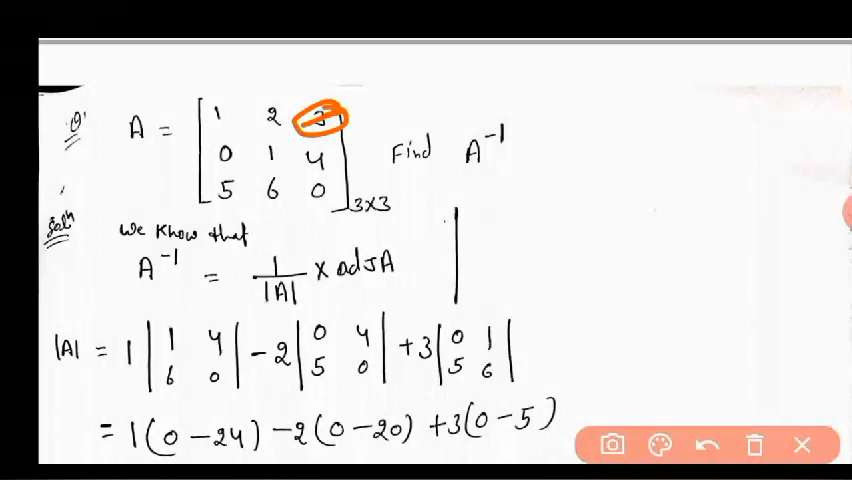 Q
A = [1 2 3
0 1 4
5 6 0]3x3 Find A⁻¹
Solⁿ
We Know that
A⁻¹ = 1/|A| x adJA
|A| = 1 |1 4 6 0| - 2 |0 4 5 0| + 3 |0 1 5 6|
= 1(0 - 24) - 2(0 - 20) + 3(0 - 5)